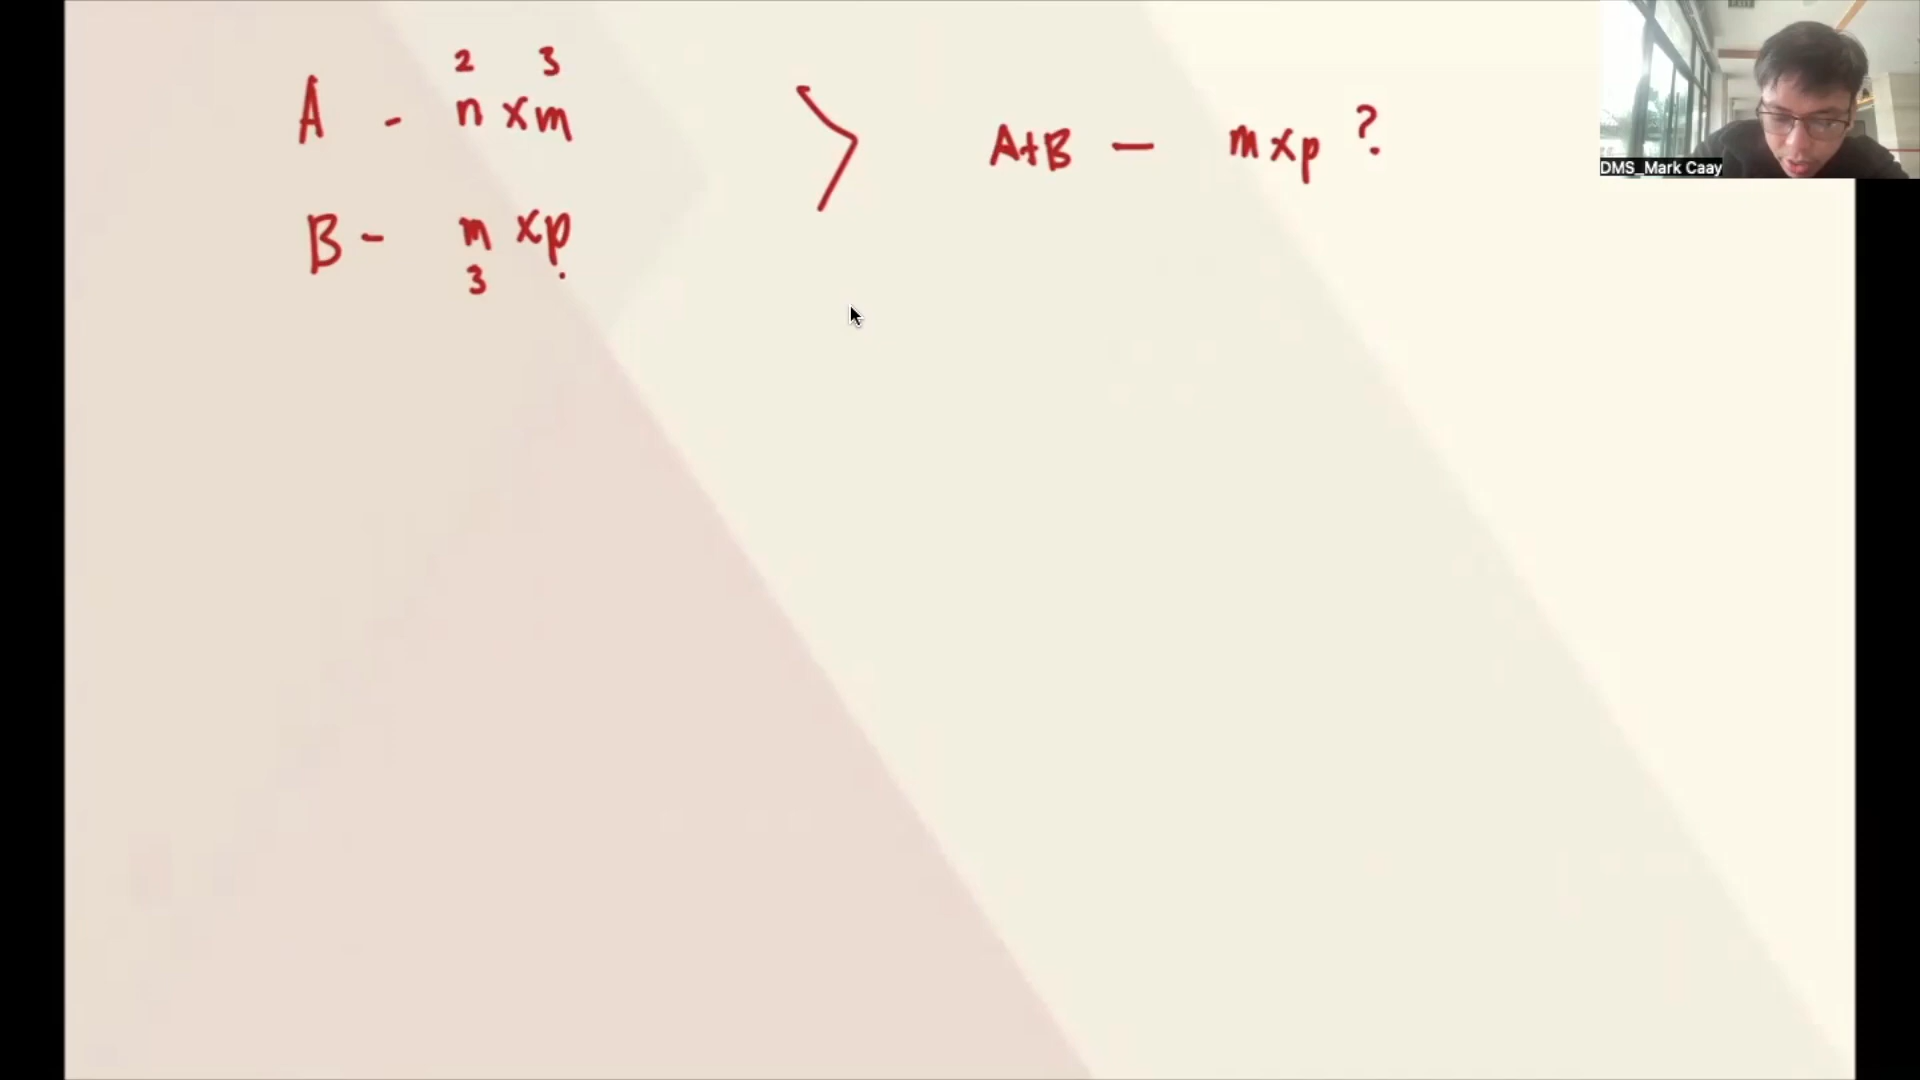 2 3
A - n x m
A+B — m x p ?
B - m x p
3
DMS_Mark Caay